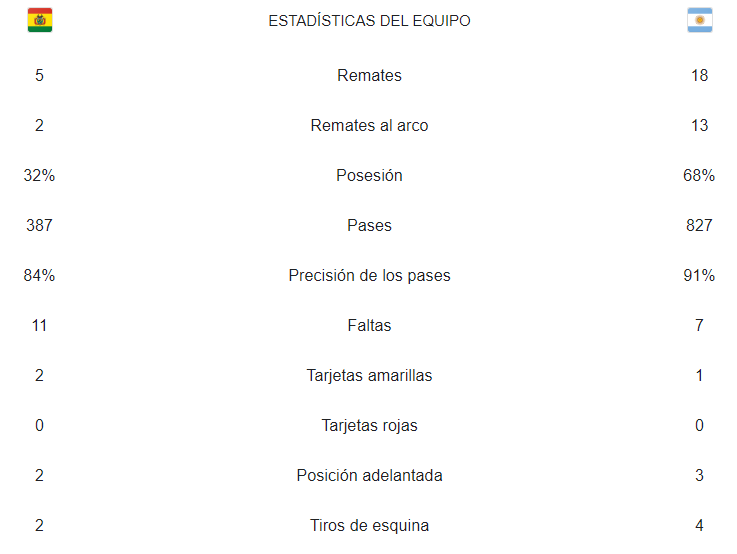 ESTADÍSTICAS DEL EQUIPO
5 Remates 18
2 Remates al arco 13
32% Posesión 68%
387 Pases 827
84% Precisión de los pases 91%
11 Faltas 7
2 Tarjetas amarillas 1
0 Tarjetas rojas 0
2 Posición adelantada 3
2 Tiros de esquina 4